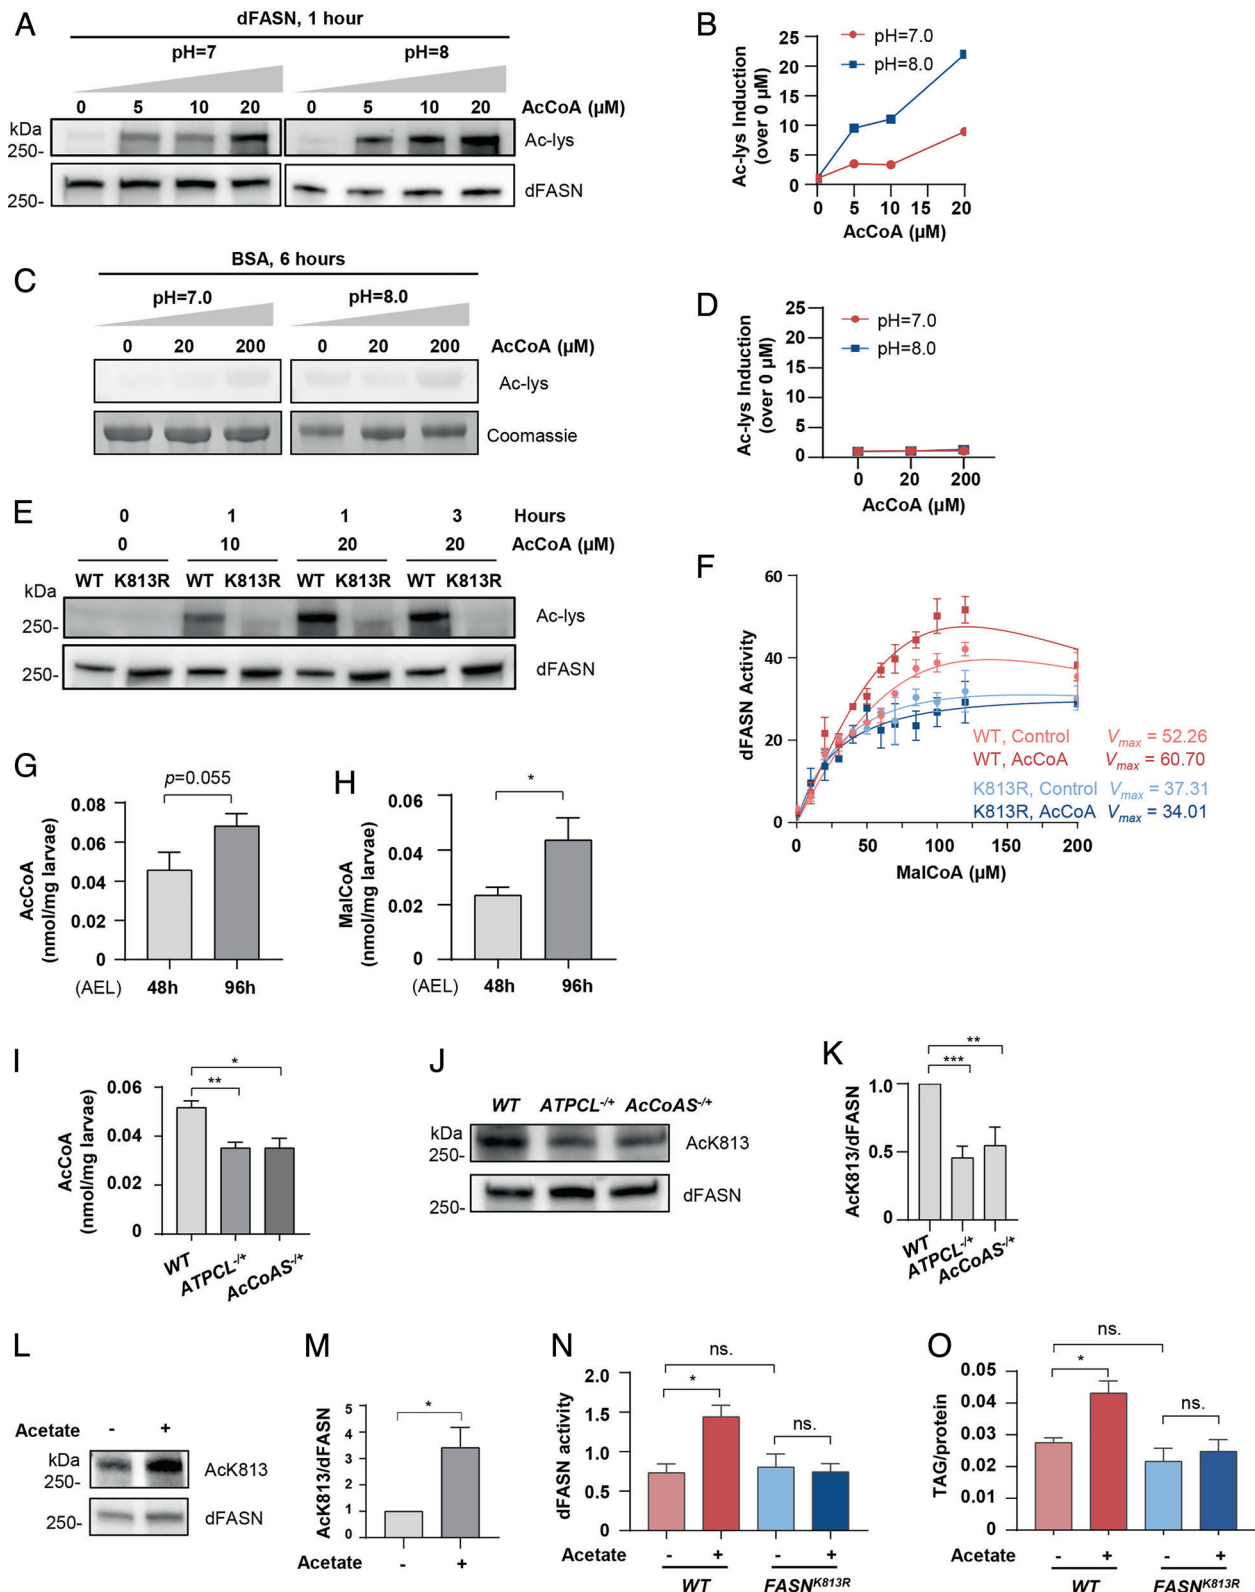 A
dFASN, 1 hour
pH=7
pH=8
0 5 10 20 0 5 10 20 AcCoA (µM)
kDa
250-
Ac-lys
250-
dFASN
B
Ac-lys Induction
(over 0 µM)
25
20
15
10
5
0
pH=7.0
pH=8.0
0 5 10 15 20
AcCoA (µM)
C
BSA, 6 hours
pH=7.0
pH=8.0
0 20 200 0 20 200 AcCoA (µM)
Ac-lys
Coomassie
D
Ac-lys Induction
(over 0 µM)
25
20
15
10
5
0
pH=7.0
pH=8.0
0 20 200
AcCoA (µM)
E
0 1 1 3 Hours
0 10 20 20 AcCoA (µM)
WT K813R WT K813R WT K813R WT K813R
kDa
250-
Ac-lys
250-
dFASN
F
dFASN Activity
60
40
20
0
WT, Control Vmax = 52.26
WT, AcCoA Vmax = 60.70
K813R, Control Vmax = 37.31
K813R, AcCoA Vmax = 34.01
0 50 100 150 200
MalCoA (µM)
G
AcCoA
(nmol/mg larvae)
p=0.055
0.08
0.06
0.04
0.02
0
(AEL) 48h 96h
H
MalCoA
(nmol/mg larvae)
*
0.06
0.04
0.02
0
(AEL) 48h 96h
I
AcCoA
(nmol/mg larvae)
*
**
0.06
0.04
0.02
0
WT
ATPCL-/+
AcCoAS-/+
J
WT ATPCL-/+ AcCoAS-/+
kDa
250-
AcK813
250-
dFASN
K
AcK813/dFASN
**
***
1.0
0.5
0
WT
ATPCL-/+
AcCoAS-/+
L
Acetate - +
kDa
250-
AcK813
250-
dFASN
M
AcK813/dFASN
*
5
4
3
2
1
0
Acetate - +
N
dFASN activity
ns.
*
ns.
2.0
1.5
1.0
0.5
0
Acetate - + - +
WT FASNK813R
O
TAG/protein
ns.
*
ns.
0.05
0.04
0.03
0.02
0.01
0
Acetate - + - +
WT FASNK813R